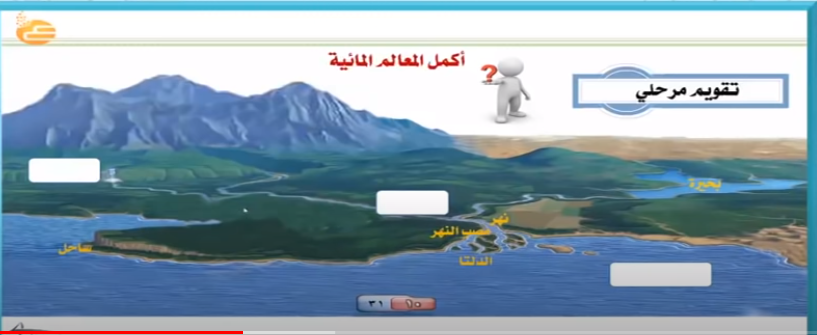 أكمل المعالم المائية
?
تقويم مرحلي
بحيرة
نهر
مصب النهر
ساحل
الدلتا
٣١ ١٥